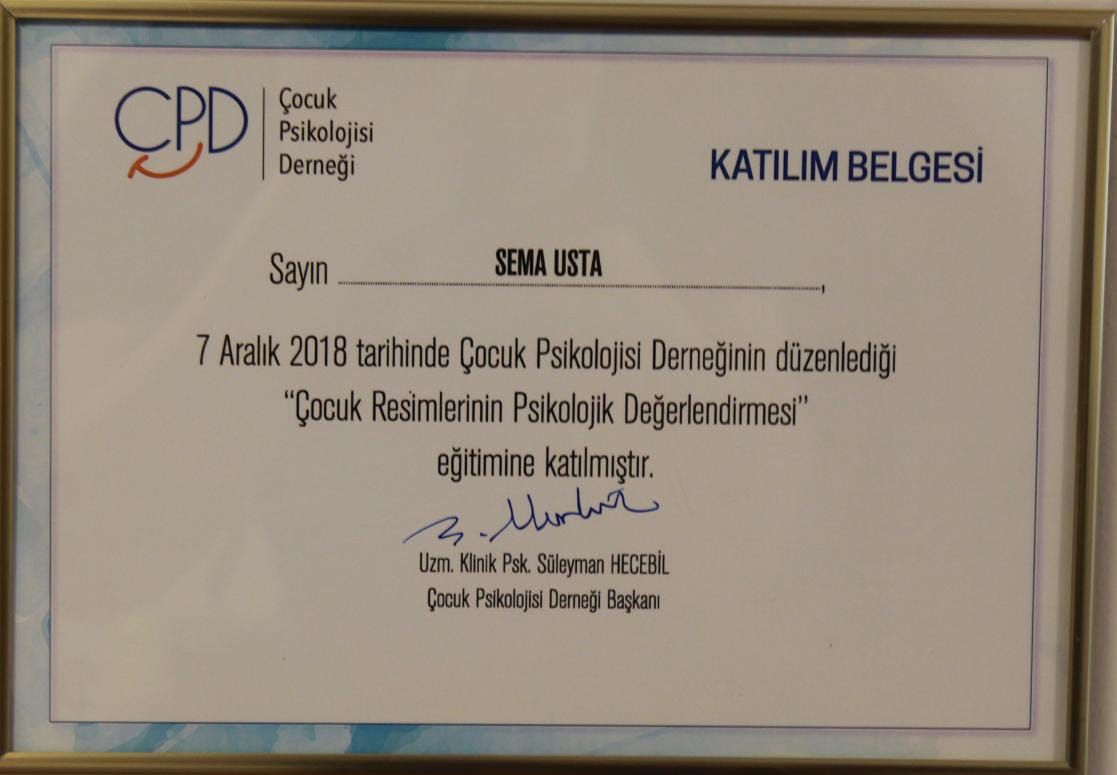 CPD
Çocuk
Psikolojisi
Derneği
KATILIM BELGESİ
Sayın SEMA USTA ,
7 Aralık 2018 tarihinde Çocuk Psikolojisi Derneğinin düzenlediği
“Çocuk Resimlerinin Psikolojik Değerlendirmesi”
eğitimine katılmıştır.
Uzm. Klinik Psk. Süleyman HECEBİL
Çocuk Psikolojisi Derneği Başkanı